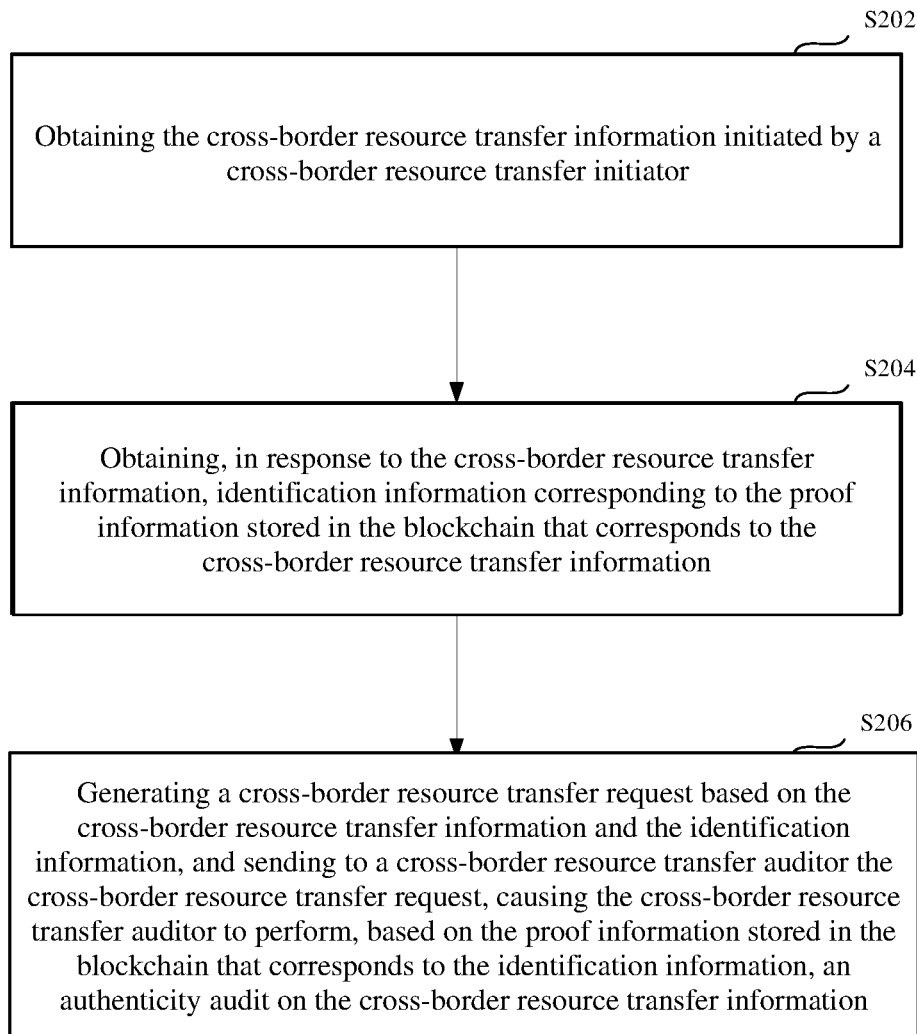 S202
Obtaining the cross-border resource transfer information initiated by a
cross-border resource transfer initiator
S204
Obtaining, in response to the cross-border resource transfer
information, identification information corresponding to the proof
information stored in the blockchain that corresponds to the
cross-border resource transfer information
S206
Generating a cross-border resource transfer request based on the
cross-border resource transfer information and the identification
information, and sending to a cross-border resource transfer auditor the
cross-border resource transfer request, causing the cross-border resource
transfer auditor to perform, based on the proof information stored in the
blockchain that corresponds to the identification information, an
authenticity audit on the cross-border resource transfer information